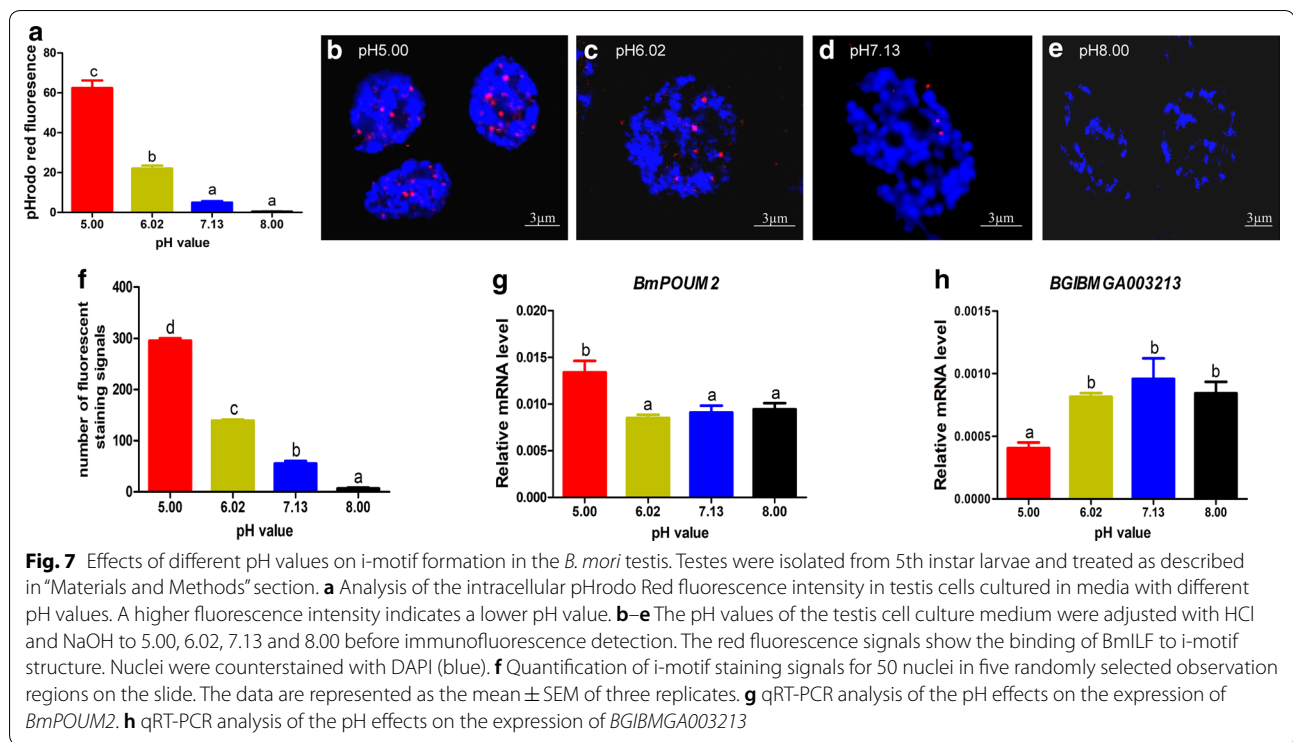 a
pHrodo red fluoresence
80
60
40
20
0
c
b
a
a
5.00 6.02 7.13 8.00
pH value
b
pH5.00
3μm
c
pH6.02
3μm
d
pH7.13
3μm
e
pH8.00
3μm
f
number of fluorescent
staining signals
400
300
200
100
0
d
c
b
a
5.00 6.02 7.13 8.00
pH value
g
BmPOUM2
Relative mRNA level
0.020
0.015
0.010
0.005
0.000
b
a
a
a
5.00 6.02 7.13 8.00
pH value
h
BGIBMGA003213
Relative mRNA level
0.0015
0.0010
0.0005
0.0000
a
b
b
b
5.00 6.02 7.13 8.00
pH value
Fig. 7 Effects of different pH values on i-motif formation in the B. mori testis. Testes were isolated from 5th instar larvae and treated as described
in “Materials and Methods” section. a Analysis of the intracellular pHrodo Red fluorescence intensity in testis cells cultured in media with different
pH values. A higher fluorescence intensity indicates a lower pH value. b–e The pH values of the testis cell culture medium were adjusted with HCl
and NaOH to 5.00, 6.02, 7.13 and 8.00 before immunofluorescence detection. The red fluorescence signals show the binding of BmILF to i-motif
structure. Nuclei were counterstained with DAPI (blue). f Quantification of i-motif staining signals for 50 nuclei in five randomly selected observation
regions on the slide. The data are represented as the mean ± SEM of three replicates. g qRT-PCR analysis of the pH effects on the expression of
BmPOUM2. h qRT-PCR analysis of the pH effects on the expression of BGIBMGA003213